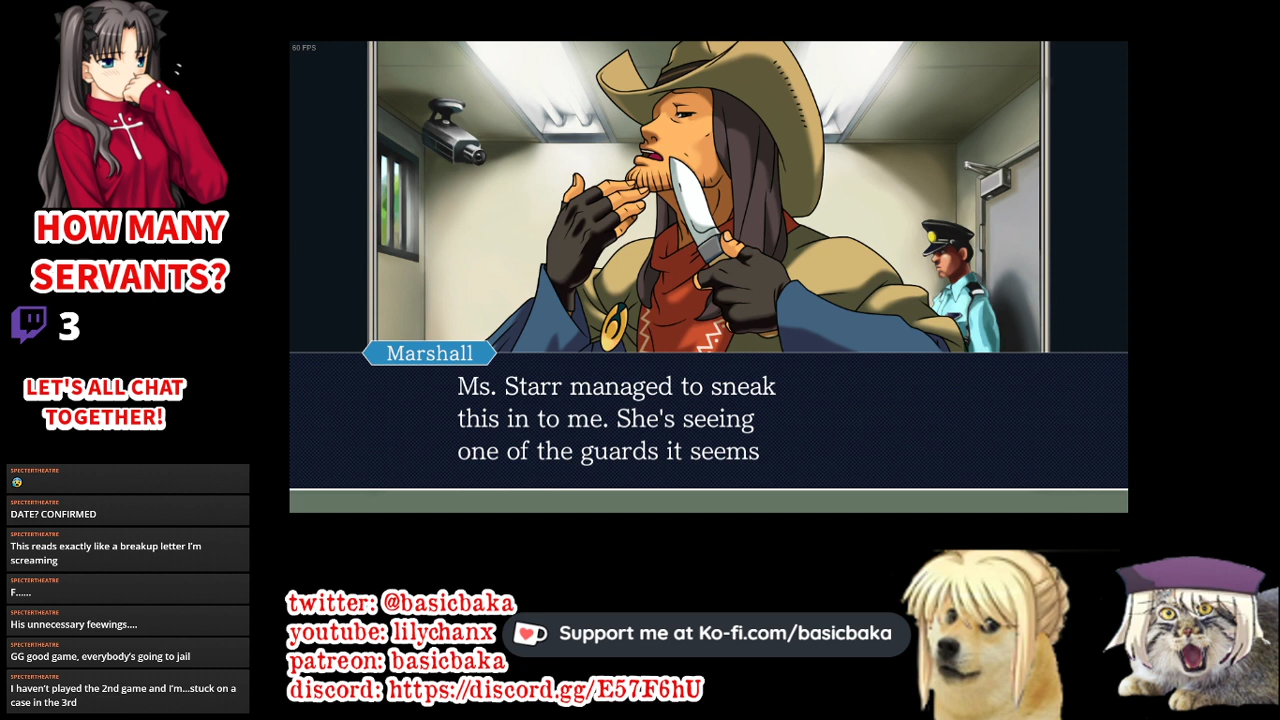 HOW MANY
SERVANTS?
3
LET'S ALL CHAT
TOGETHER!
SPECTERTHEATRE
SPECTERTHEATRE
DATE? CONFIRMED
SPECTERTHEATRE
This reads exactly like a breakup letter I'm
screaming
SPECTERTHEATRE
F......
SPECTERTHEATRE
His unnecessary feewings....
SPECTERTHEATRE
GG good game, everybody's going to jail
SPECTERTHEATRE
I haven't played the 2nd game and I'm...stuck on a
case in the 3rd
60 FPS
Marshall
Ms. Starr managed to sneak
this in to me. She's seeing
one of the guards it seems
twitter: @basicbaka
youtube: lilychanx
patreon: basicbaka
discord: https://discord.gg/E57F6hU
Support me at Ko-fi.com/basicbaka